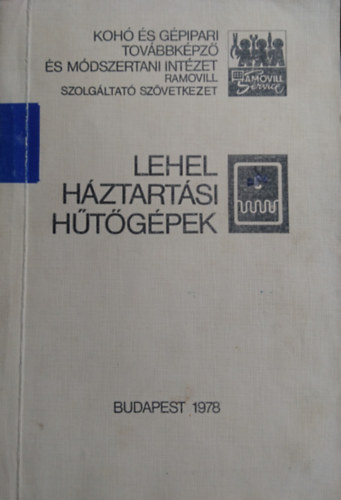 KOHÓ ÉS GÉPIPARI
TOVÁBBKÉPZŐ
ÉS MÓDSZERTANI INTÉZET
RAMOVILL
SZOLGÁLTATÓ SZÖVETKEZET
RAMOVILL
Service
LEHEL
HÁZTARTÁSI
HŰTŐGÉPEK
BUDAPEST 1978